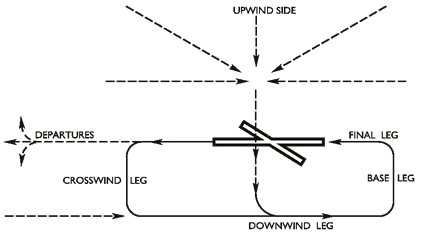 UPWIND SIDE
DEPARTURES
FINAL LEG
CROSSWIND LEG
BASE LEG
DOWNWIND LEG